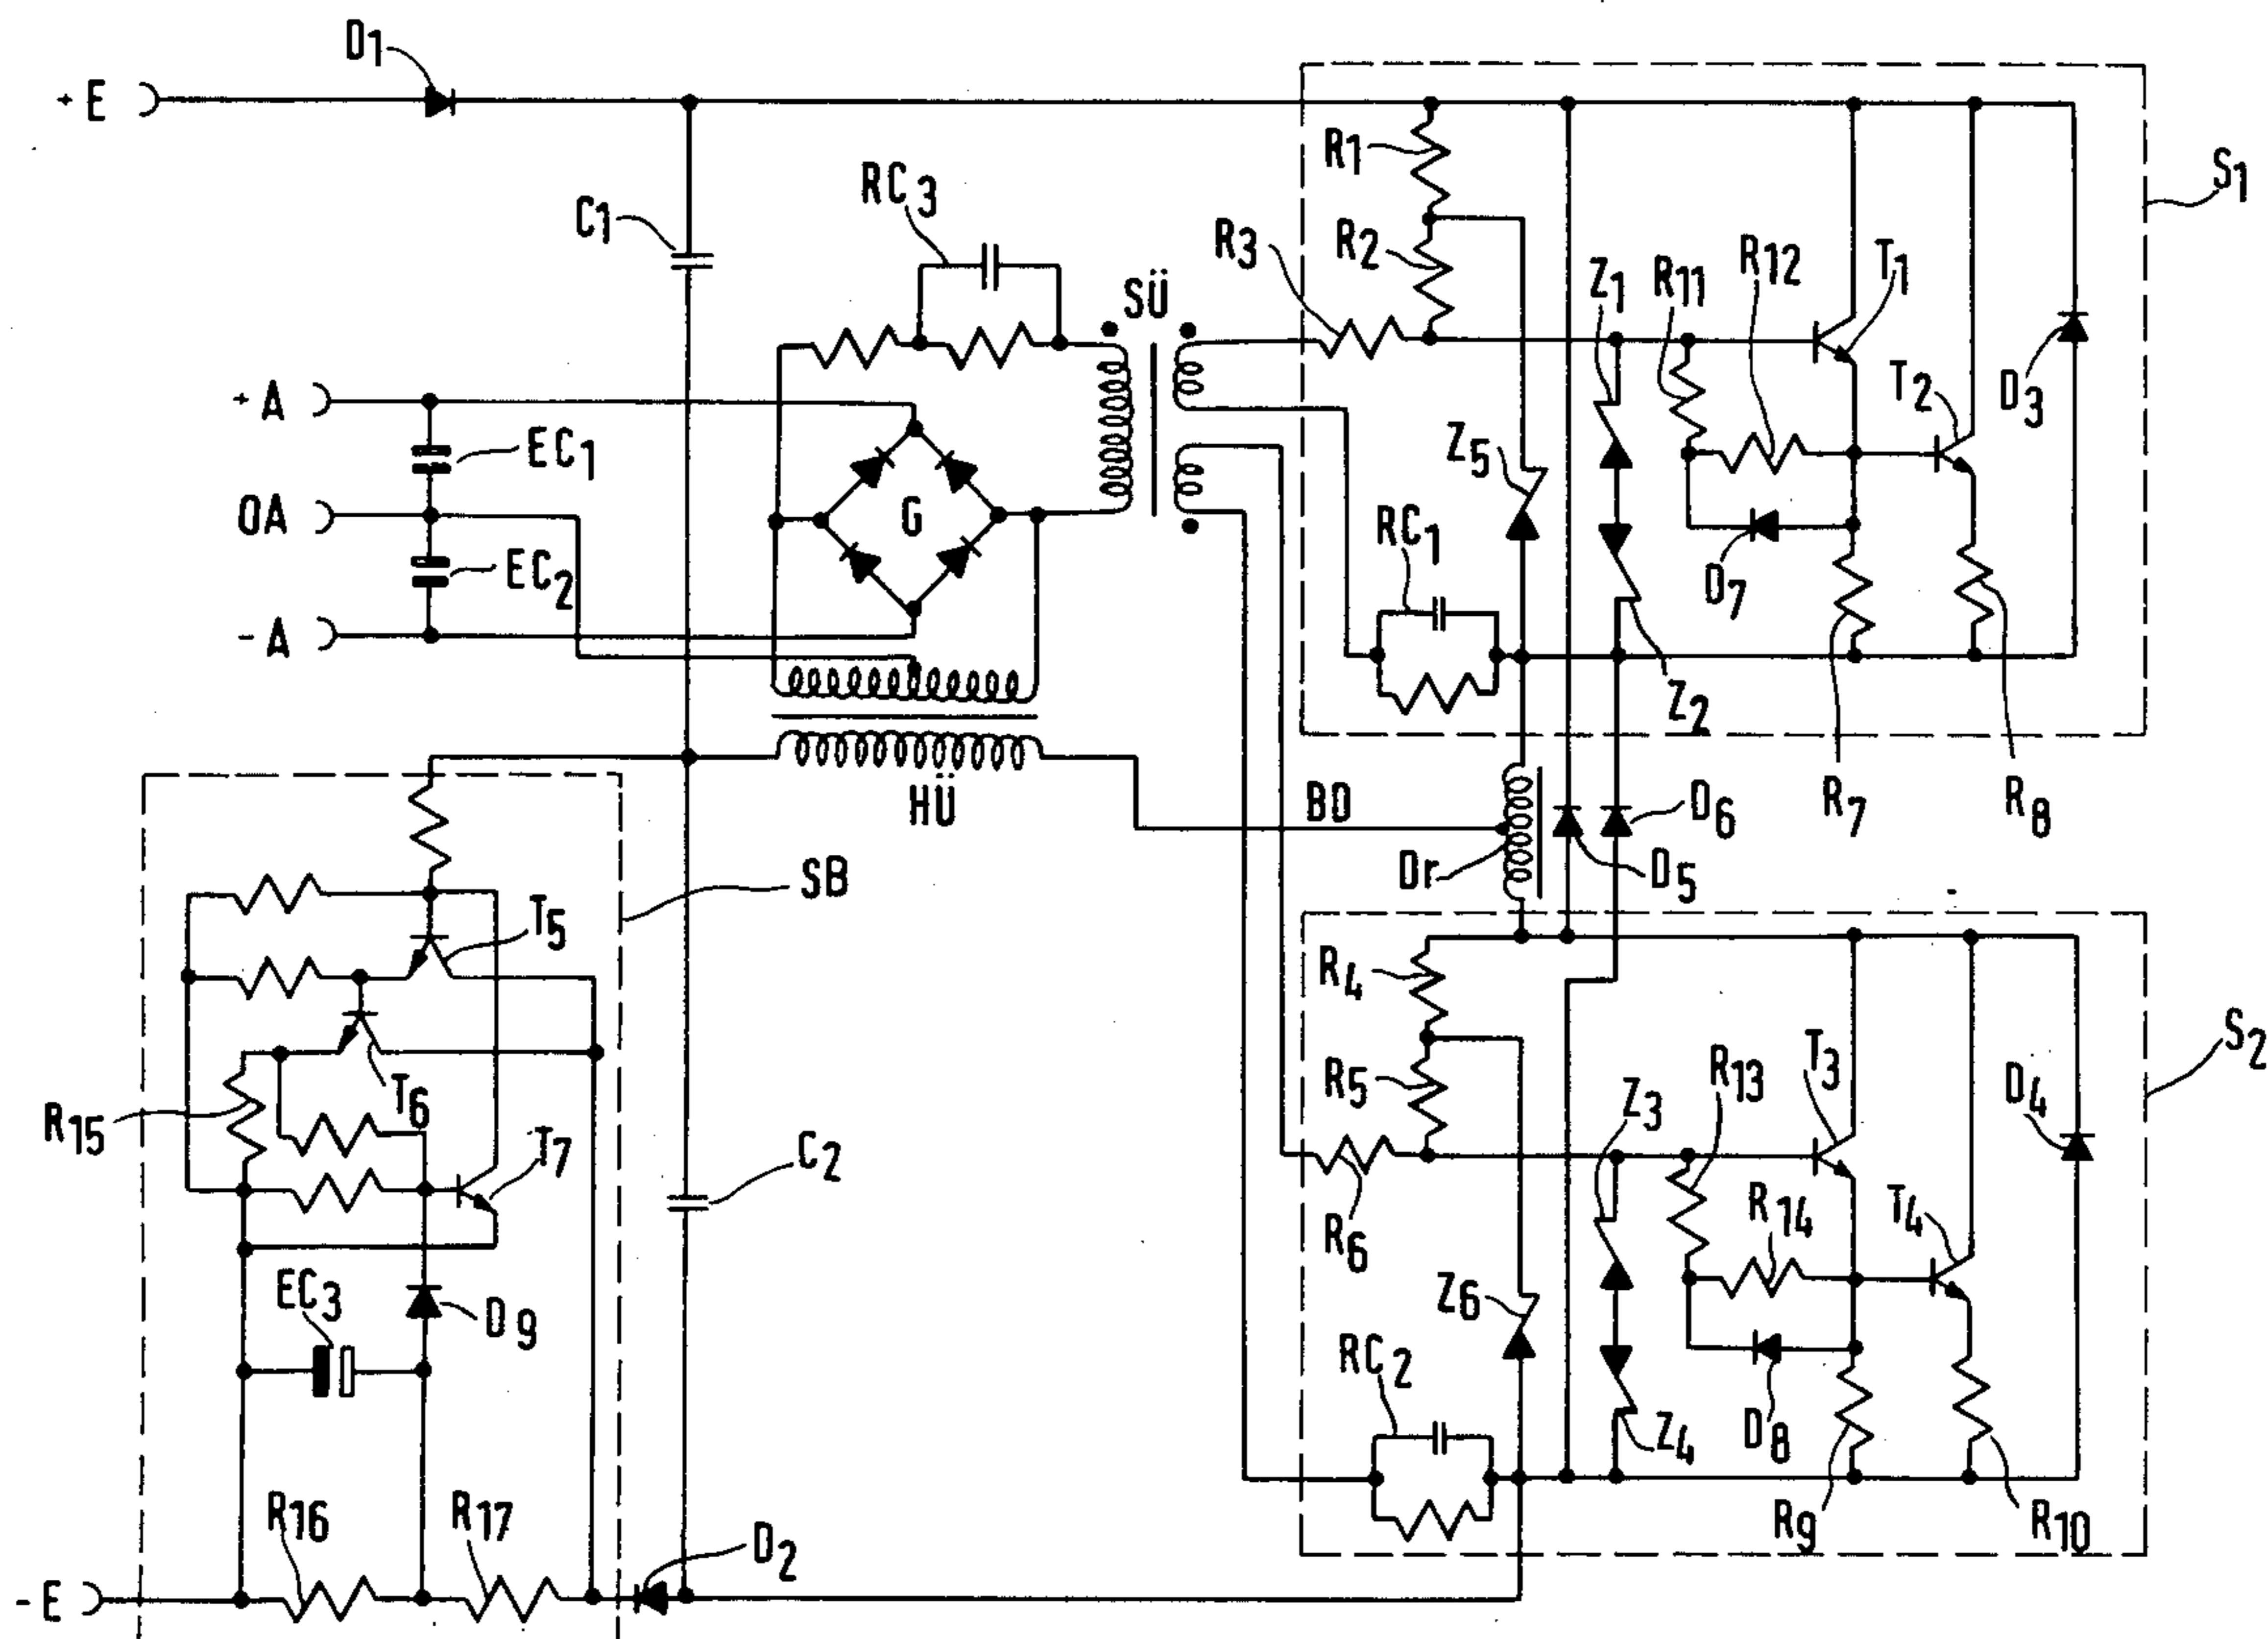 D1
+ E
S1
R1
RC3
C1
R3
R2
Z1
R11
R12
T1
SÜ
+ A
T2
D3
EC1
Z5
0A
G
RC1
EC2
D7
- A
Z2
HÜ
BD
D6
R7
R8
Dr
D5
SB
T5
R4
S2
T6
R5
R13
T3
Z3
D4
R15
T7
C2
R14
T4
R6
EC3
D9
Z6
RC2
Z4
D8
R16
R17
D2
R9
R10
- E